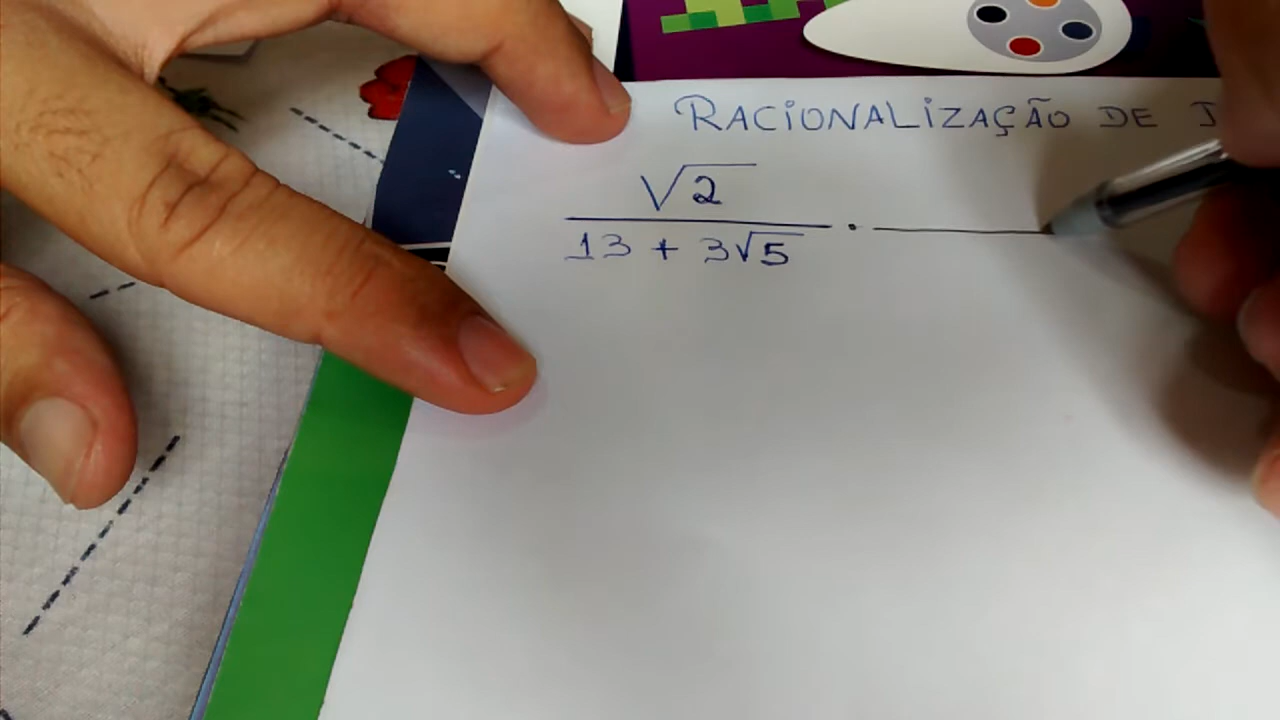 RACIONALIZAÇÃO DE
√2
13 + 3√5 ·